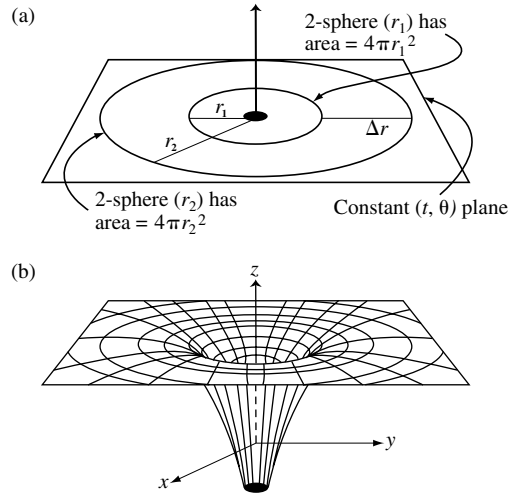 (a)
2-sphere (r₁) has
area = 4πr₁²
r₁
r₂
Δr
2-sphere (r₂) has
area = 4πr₂²
Constant (t, θ) plane
(b)
z
y
x